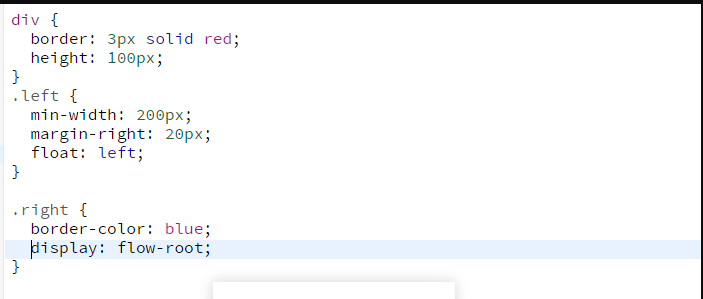 div {
  border: 3px solid red;
  height: 100px;
}
.left {
  min-width: 200px;
  margin-right: 20px;
  float: left;
}

.right {
  border-color: blue;
  display: flow-root;
}